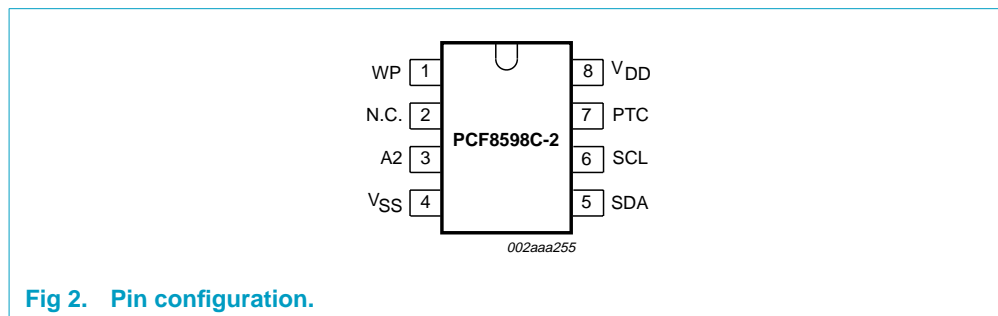 WP 1 8 VDD
N.C. 2 7 PTC
PCF8598C-2
A2 3 6 SCL
VSS 4 5 SDA
002aaa255
Fig 2. Pin configuration.